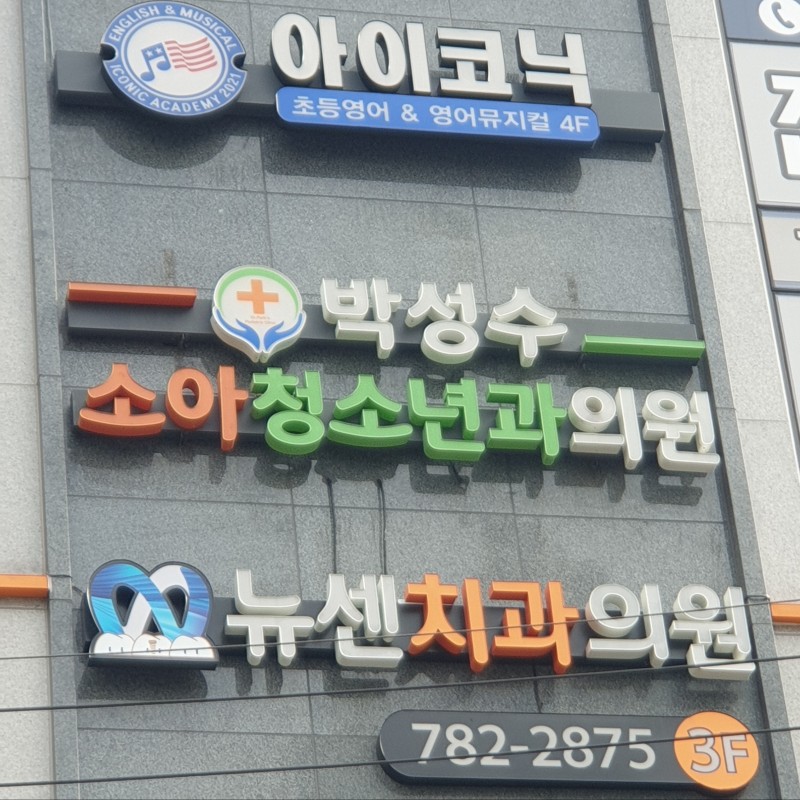 ENGLISH & MUSICAL
ICONIC ACADEMY 2021
아이코닉
초등영어 & 영어뮤지컬 4F
박성수
소아청소년과의원
뉴센치과의원
782-2875 3F